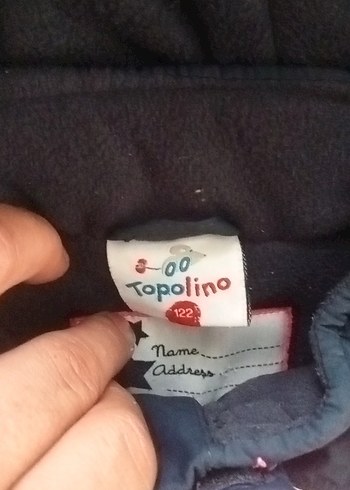 Topolino
122
Name
Address